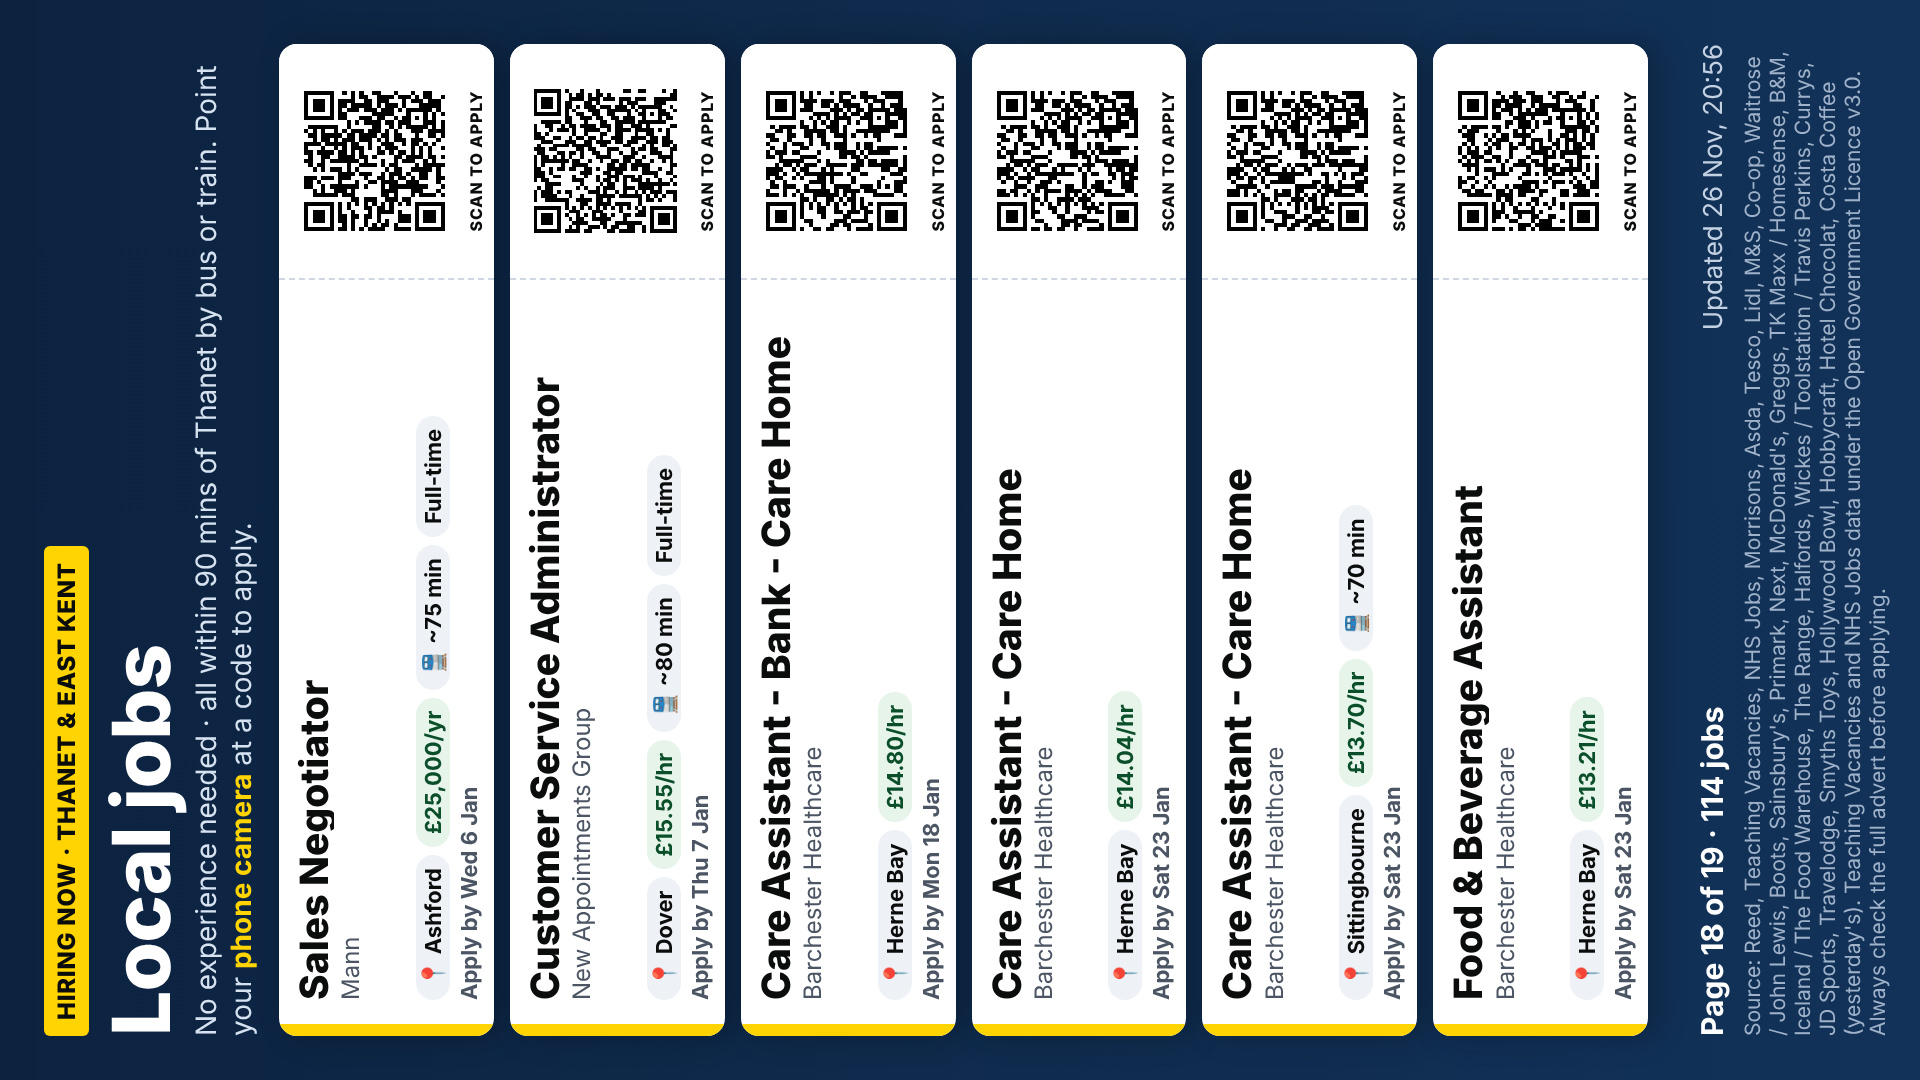 HIRING NOW · THANET & EAST KENT
Local jobs
No experience needed · all within 90 mins of Thanet by bus or train. Point
your phone camera at a code to apply.
Sales Negotiator
Mann
📍 Ashford
£25,000/yr
🚆 ~75 min
Full-time
Apply by Wed 6 Jan
SCAN TO APPLY
Customer Service Administrator
New Appointments Group
📍 Dover
£15.55/hr
🚆 ~80 min
Full-time
Apply by Thu 7 Jan
SCAN TO APPLY
Care Assistant - Bank - Care Home
Barchester Healthcare
📍 Herne Bay
£14.80/hr
Apply by Mon 18 Jan
SCAN TO APPLY
Care Assistant - Care Home
Barchester Healthcare
📍 Herne Bay
£14.04/hr
Apply by Sat 23 Jan
SCAN TO APPLY
Care Assistant - Care Home
Barchester Healthcare
📍 Sittingbourne
£13.70/hr
🚆 ~70 min
Apply by Sat 23 Jan
SCAN TO APPLY
Food & Beverage Assistant
Barchester Healthcare
📍 Herne Bay
£13.21/hr
Apply by Sat 23 Jan
SCAN TO APPLY
Page 18 of 19 · 114 jobs
Updated 26 Nov, 20:56
Source: Reed, Teaching Vacancies, NHS Jobs, Morrisons, Asda, Tesco, Lidl, M&S, Co-op, Waitrose
/ John Lewis, Boots, Sainsbury's, Primark, Next, McDonald's, Greggs, TK Maxx / Homesense, B&M,
Iceland / The Food Warehouse, The Range, Halfords, Wickes / Toolstation / Travis Perkins, Currys,
JD Sports, Travelodge, Smyths Toys, Hollywood Bowl, Hobbycraft, Hotel Chocolat, Costa Coffee
(yesterday's). Teaching Vacancies and NHS Jobs data under the Open Government Licence v3.0.
Always check the full advert before applying.